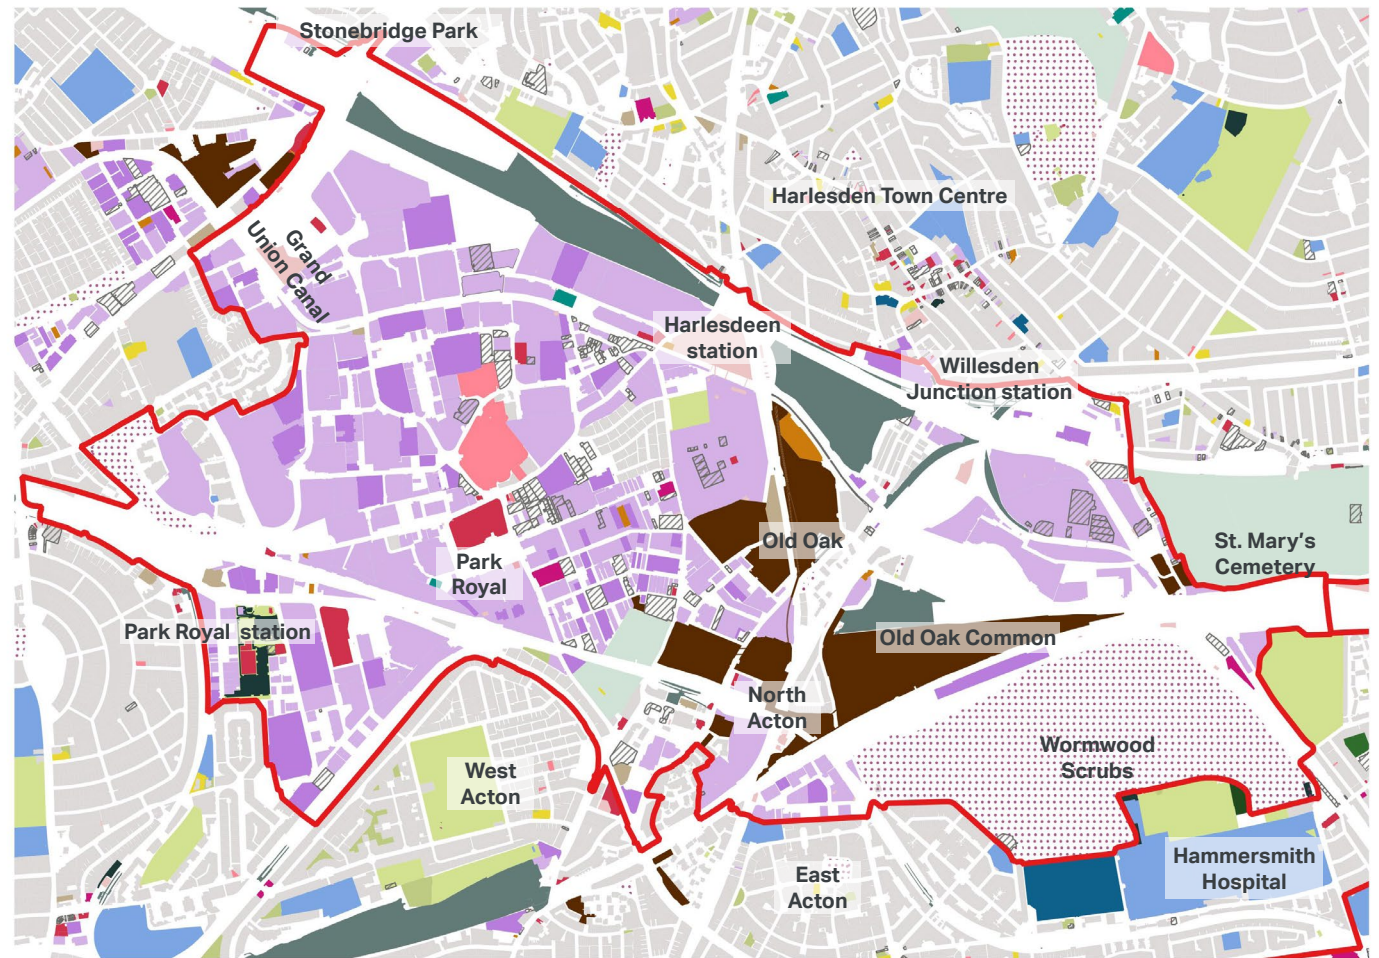 Stonebridge Park
Harlesden Town Centre
Grand
Union Canal
Harlesdeen
station
Willesden
Junction station
Old Oak
St. Mary's
Cemetery
Park
Royal
Park Royal station
Old Oak Common
North
Acton
Wormwood
Scrubs
West
Acton
Hammersmith
Hospital
East
Acton